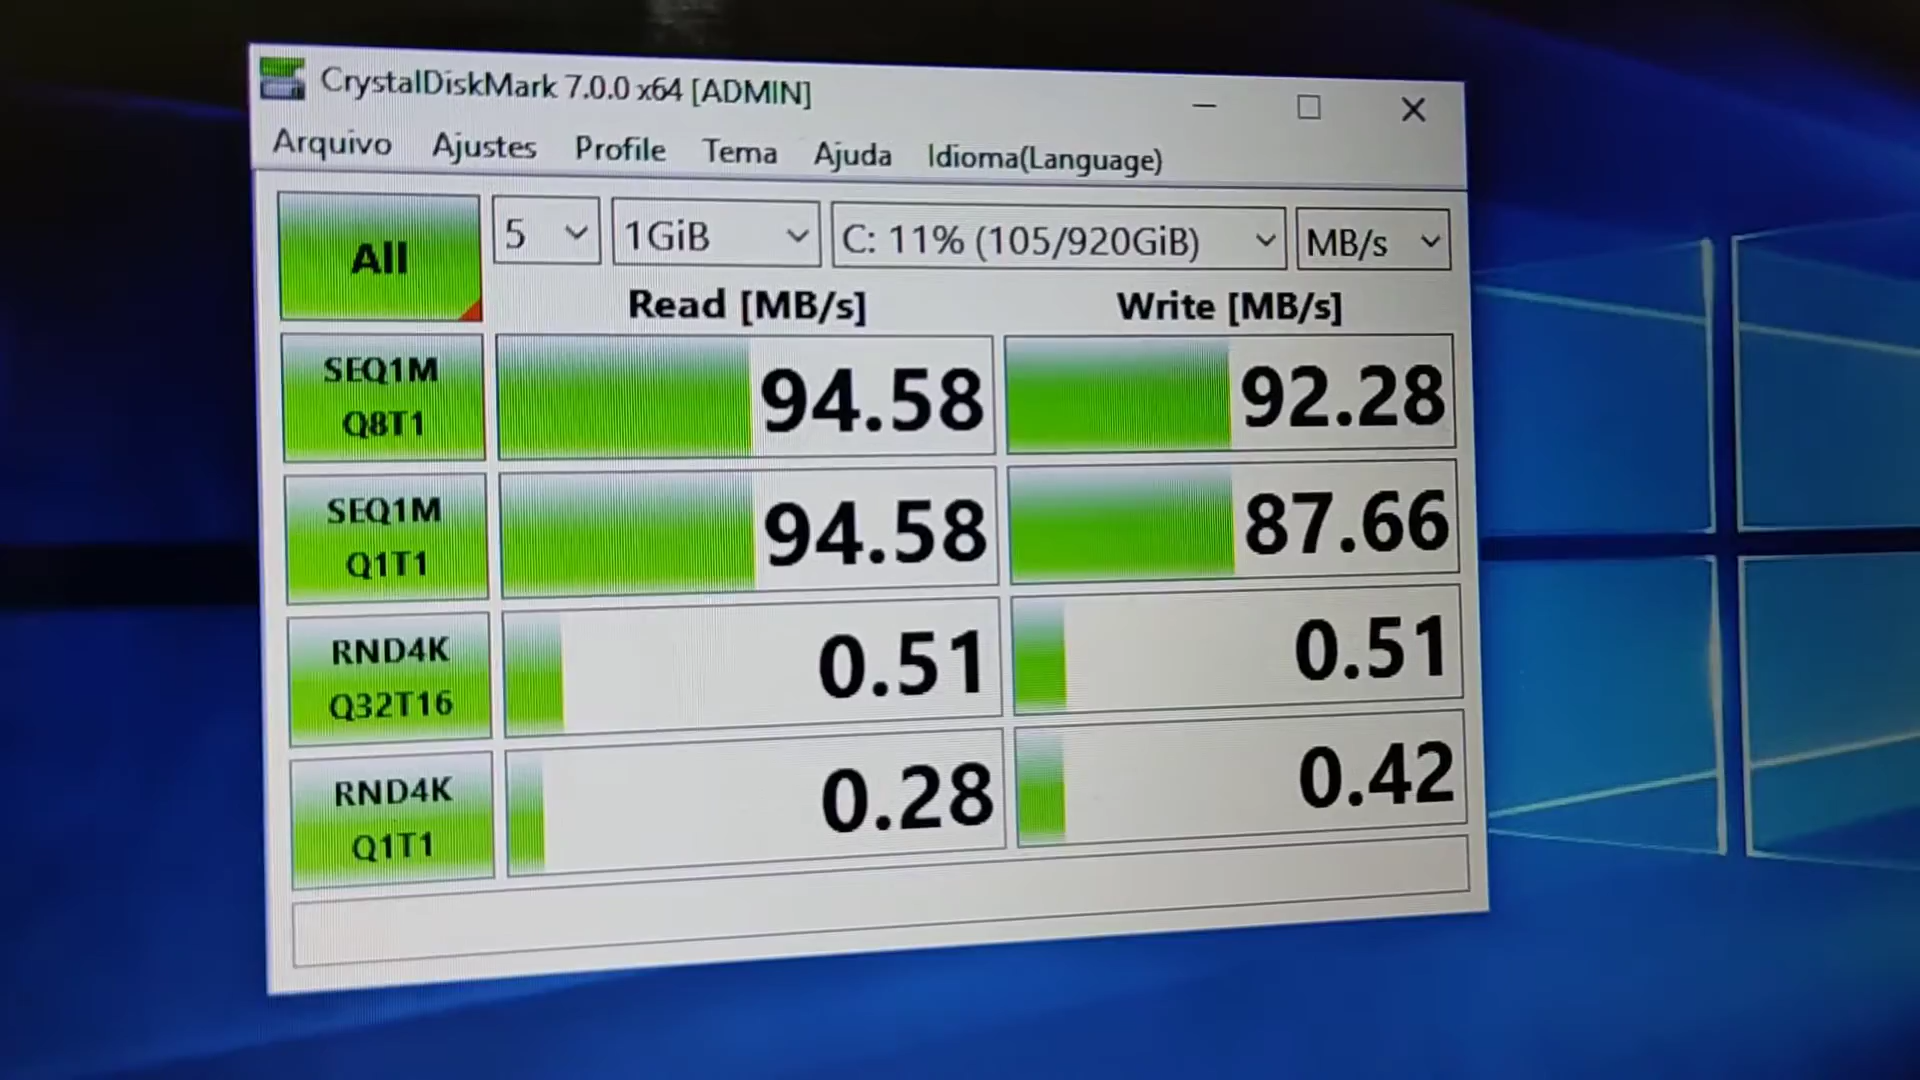 CrystalDiskMark 7.0.0 x64 [ADMIN]
Arquivo Ajustes Profile Tema Ajuda Idioma(Language)
All 5 1GiB C: 11% (105/920GiB) MB/s
Read [MB/s] Write [MB/s]
SEQ1M
Q8T1
94.58 92.28
SEQ1M
Q1T1
94.58 87.66
RND4K
Q32T16
0.51 0.51
RND4K
Q1T1
0.28 0.42